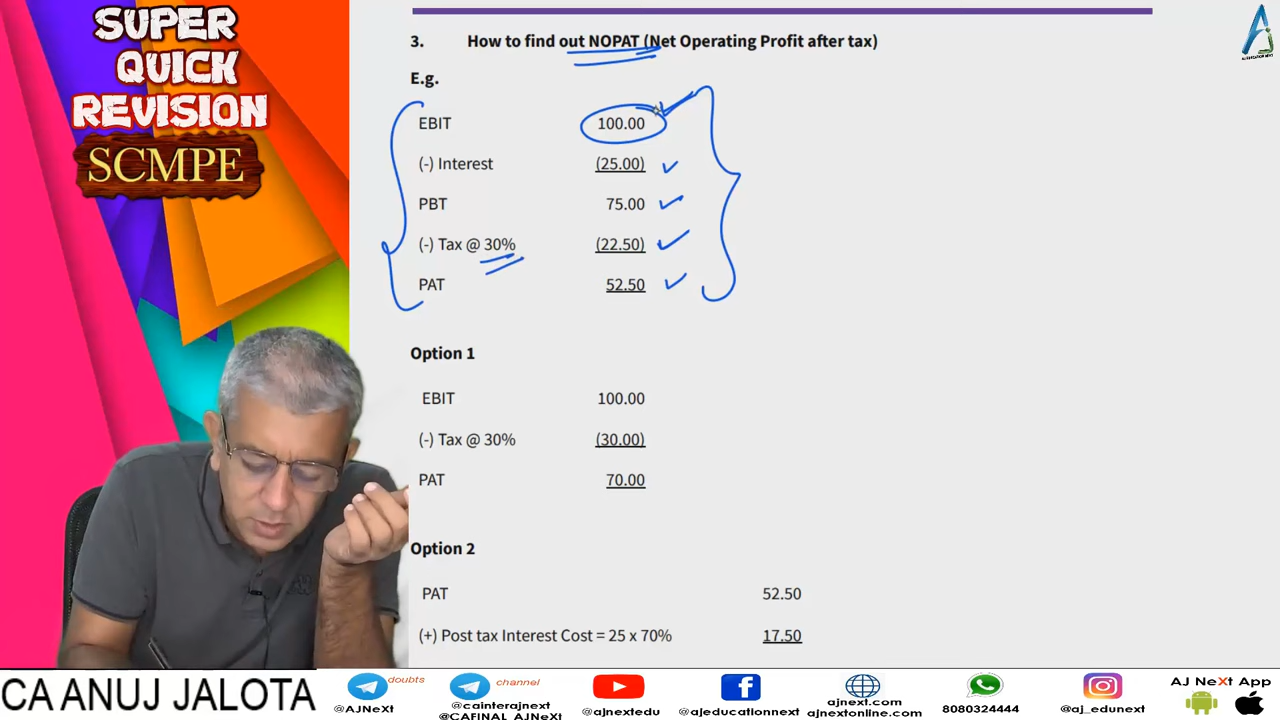 SUPER
QUICK
REVISION
SCMPE
3. How to find out NOPAT (Net Operating Profit after tax)
E.g.
EBIT 100.00
(-) Interest (25.00)
PBT 75.00
(-) Tax @ 30% (22.50)
PAT 52.50
Option 1
EBIT 100.00
(-) Tax @ 30% (30.00)
PAT 70.00
Option 2
PAT 52.50
(+) Post tax Interest Cost = 25 x 70% 17.50
CA ANUJ JALOTA
doubts
@AJNeXt
channel
@cainterajnext
@CAFINAL_AJNeXt
@ajnextedu
@ajeducationnext
ajnext.com
ajnextonline.com
8080324444
@aj_edunext
AJ NeXt App